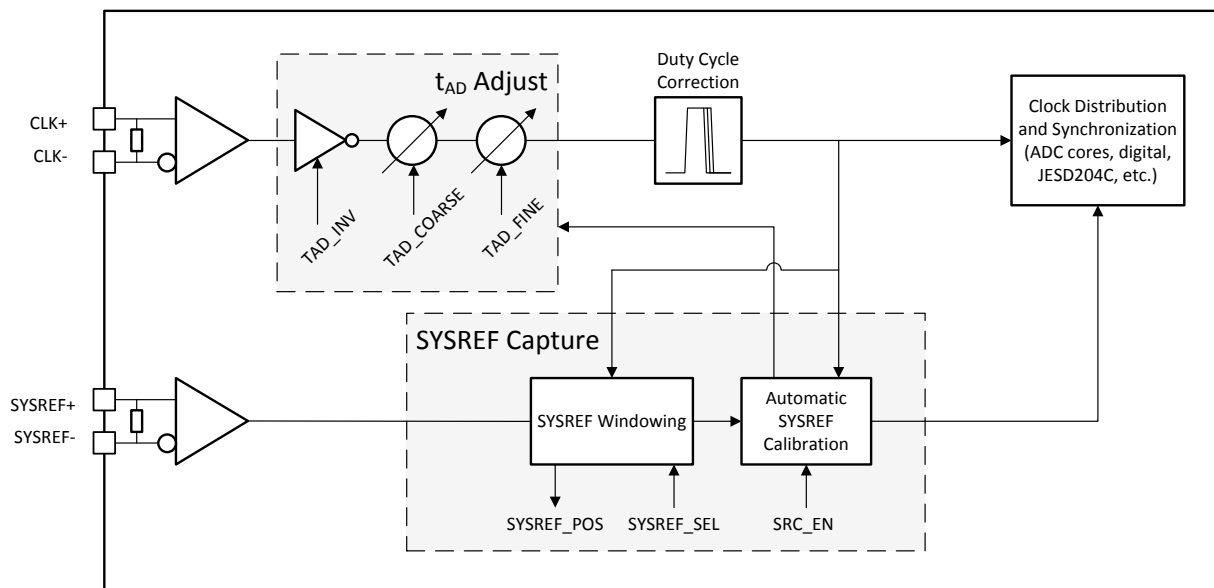 t_AD Adjust
Duty Cycle
Correction
Clock Distribution
and Synchronization
(ADC cores, digital,
JESD204C, etc.)
CLK+
CLK-
TAD_INV
TAD_COARSE
TAD_FINE
SYSREF Capture
SYSREF+
SYSREF-
SYSREF Windowing
Automatic
SYSREF
Calibration
SYSREF_POS
SYSREF_SEL
SRC_EN